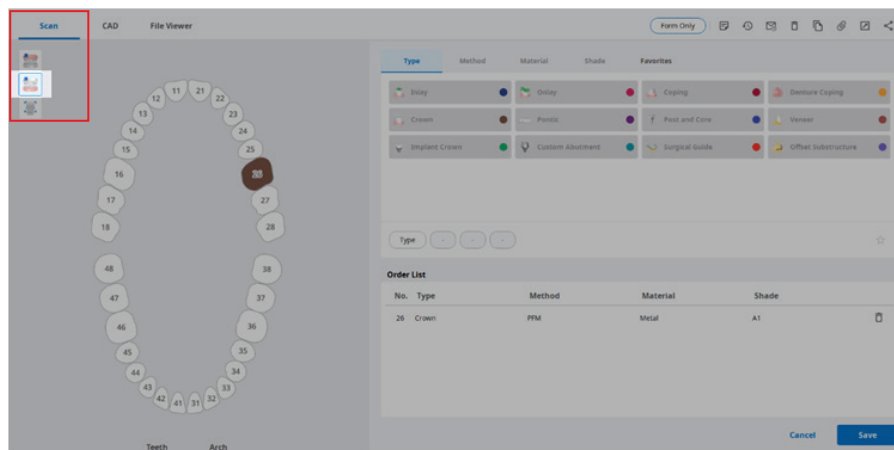 Scan CAD File Viewer Form Only
Type Method Material Shade Favorites
Inlay Onlay Coping Denture Coping
Crown Pontic Post and Core Veneer
Implant Crown Custom Abutment Surgical Guide Offset Substructure
Type - - -
Order List
No. Type Method Material Shade
26 Crown PFM Metal A1
Cancel Save
11 21
12 22
13 23
14 24
15 25
16 26
17 27
18 28
48 38
47 37
46 36
45 35
44 34
43 33
42 41 31 32
Teeth Arch